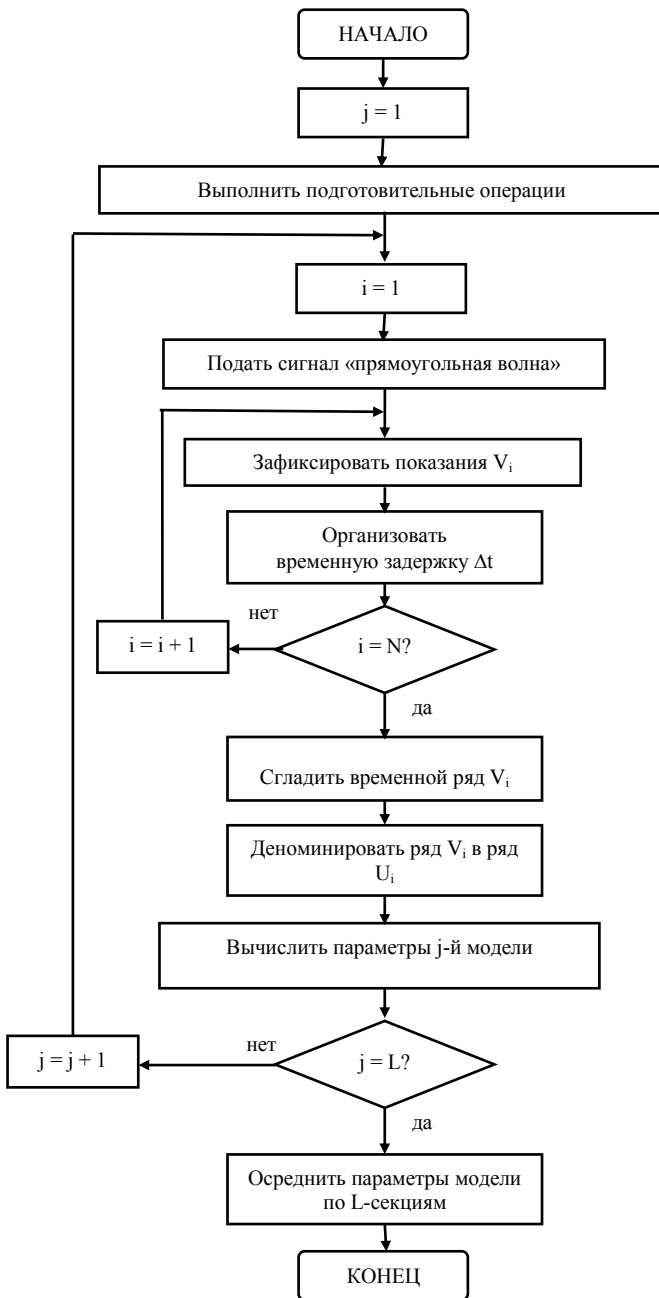 НАЧАЛО
j = 1
Выполнить подготовительные операции
i = 1
Подать сигнал «прямоугольная волна»
Зафиксировать показания Vᵢ
Организовать
временную задержку Δt
нет
i = i + 1
i = N?
да
Сгладить временной ряд Vᵢ
Деноминировать ряд Vᵢ в ряд
Uᵢ
Вычислить параметры j-й модели
нет
j = j + 1
j = L?
да
Осреднить параметры модели
по L-секциям
КОНЕЦ